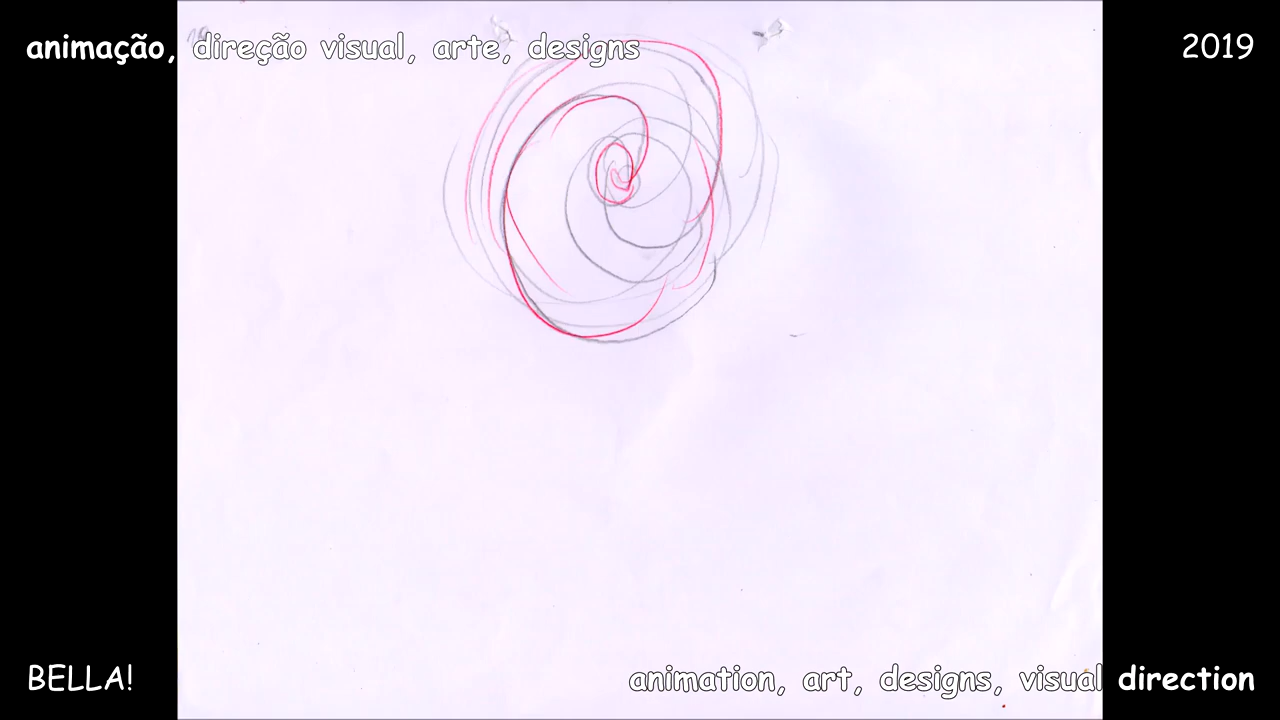 animação, direção visual, arte, designs
2019
BELLA!
animation, art, designs, visual direction